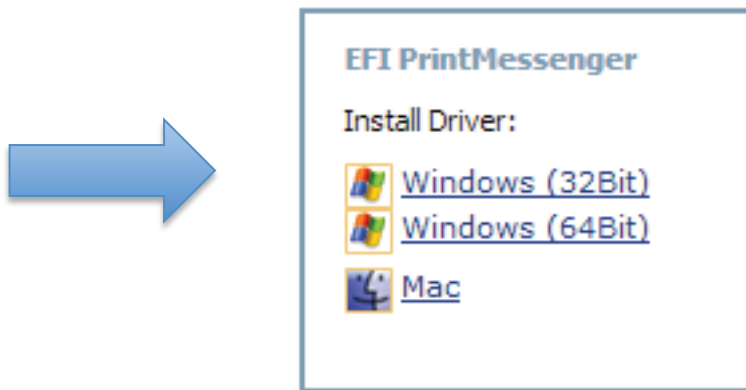 EFI PrintMessenger
Install Driver:
Windows (32Bit)
Windows (64Bit)
Mac